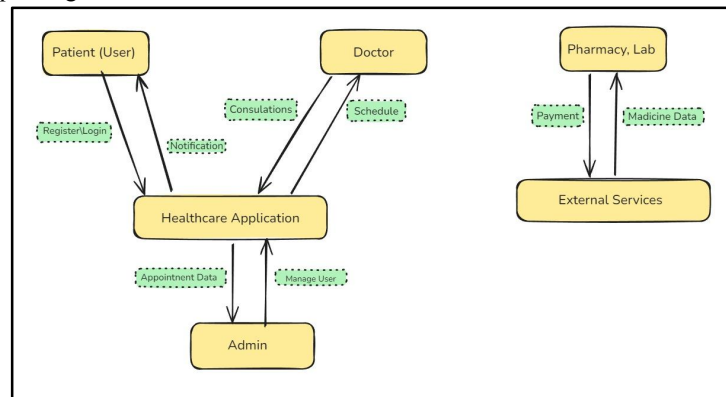 Patient (User)
Doctor
Pharmacy, Lab
Consulations
Schedule
Payment
Madicine Data
Register\Login
Notification
External Services
Healthcare Application
Appointnent Data
Manage User
Admin